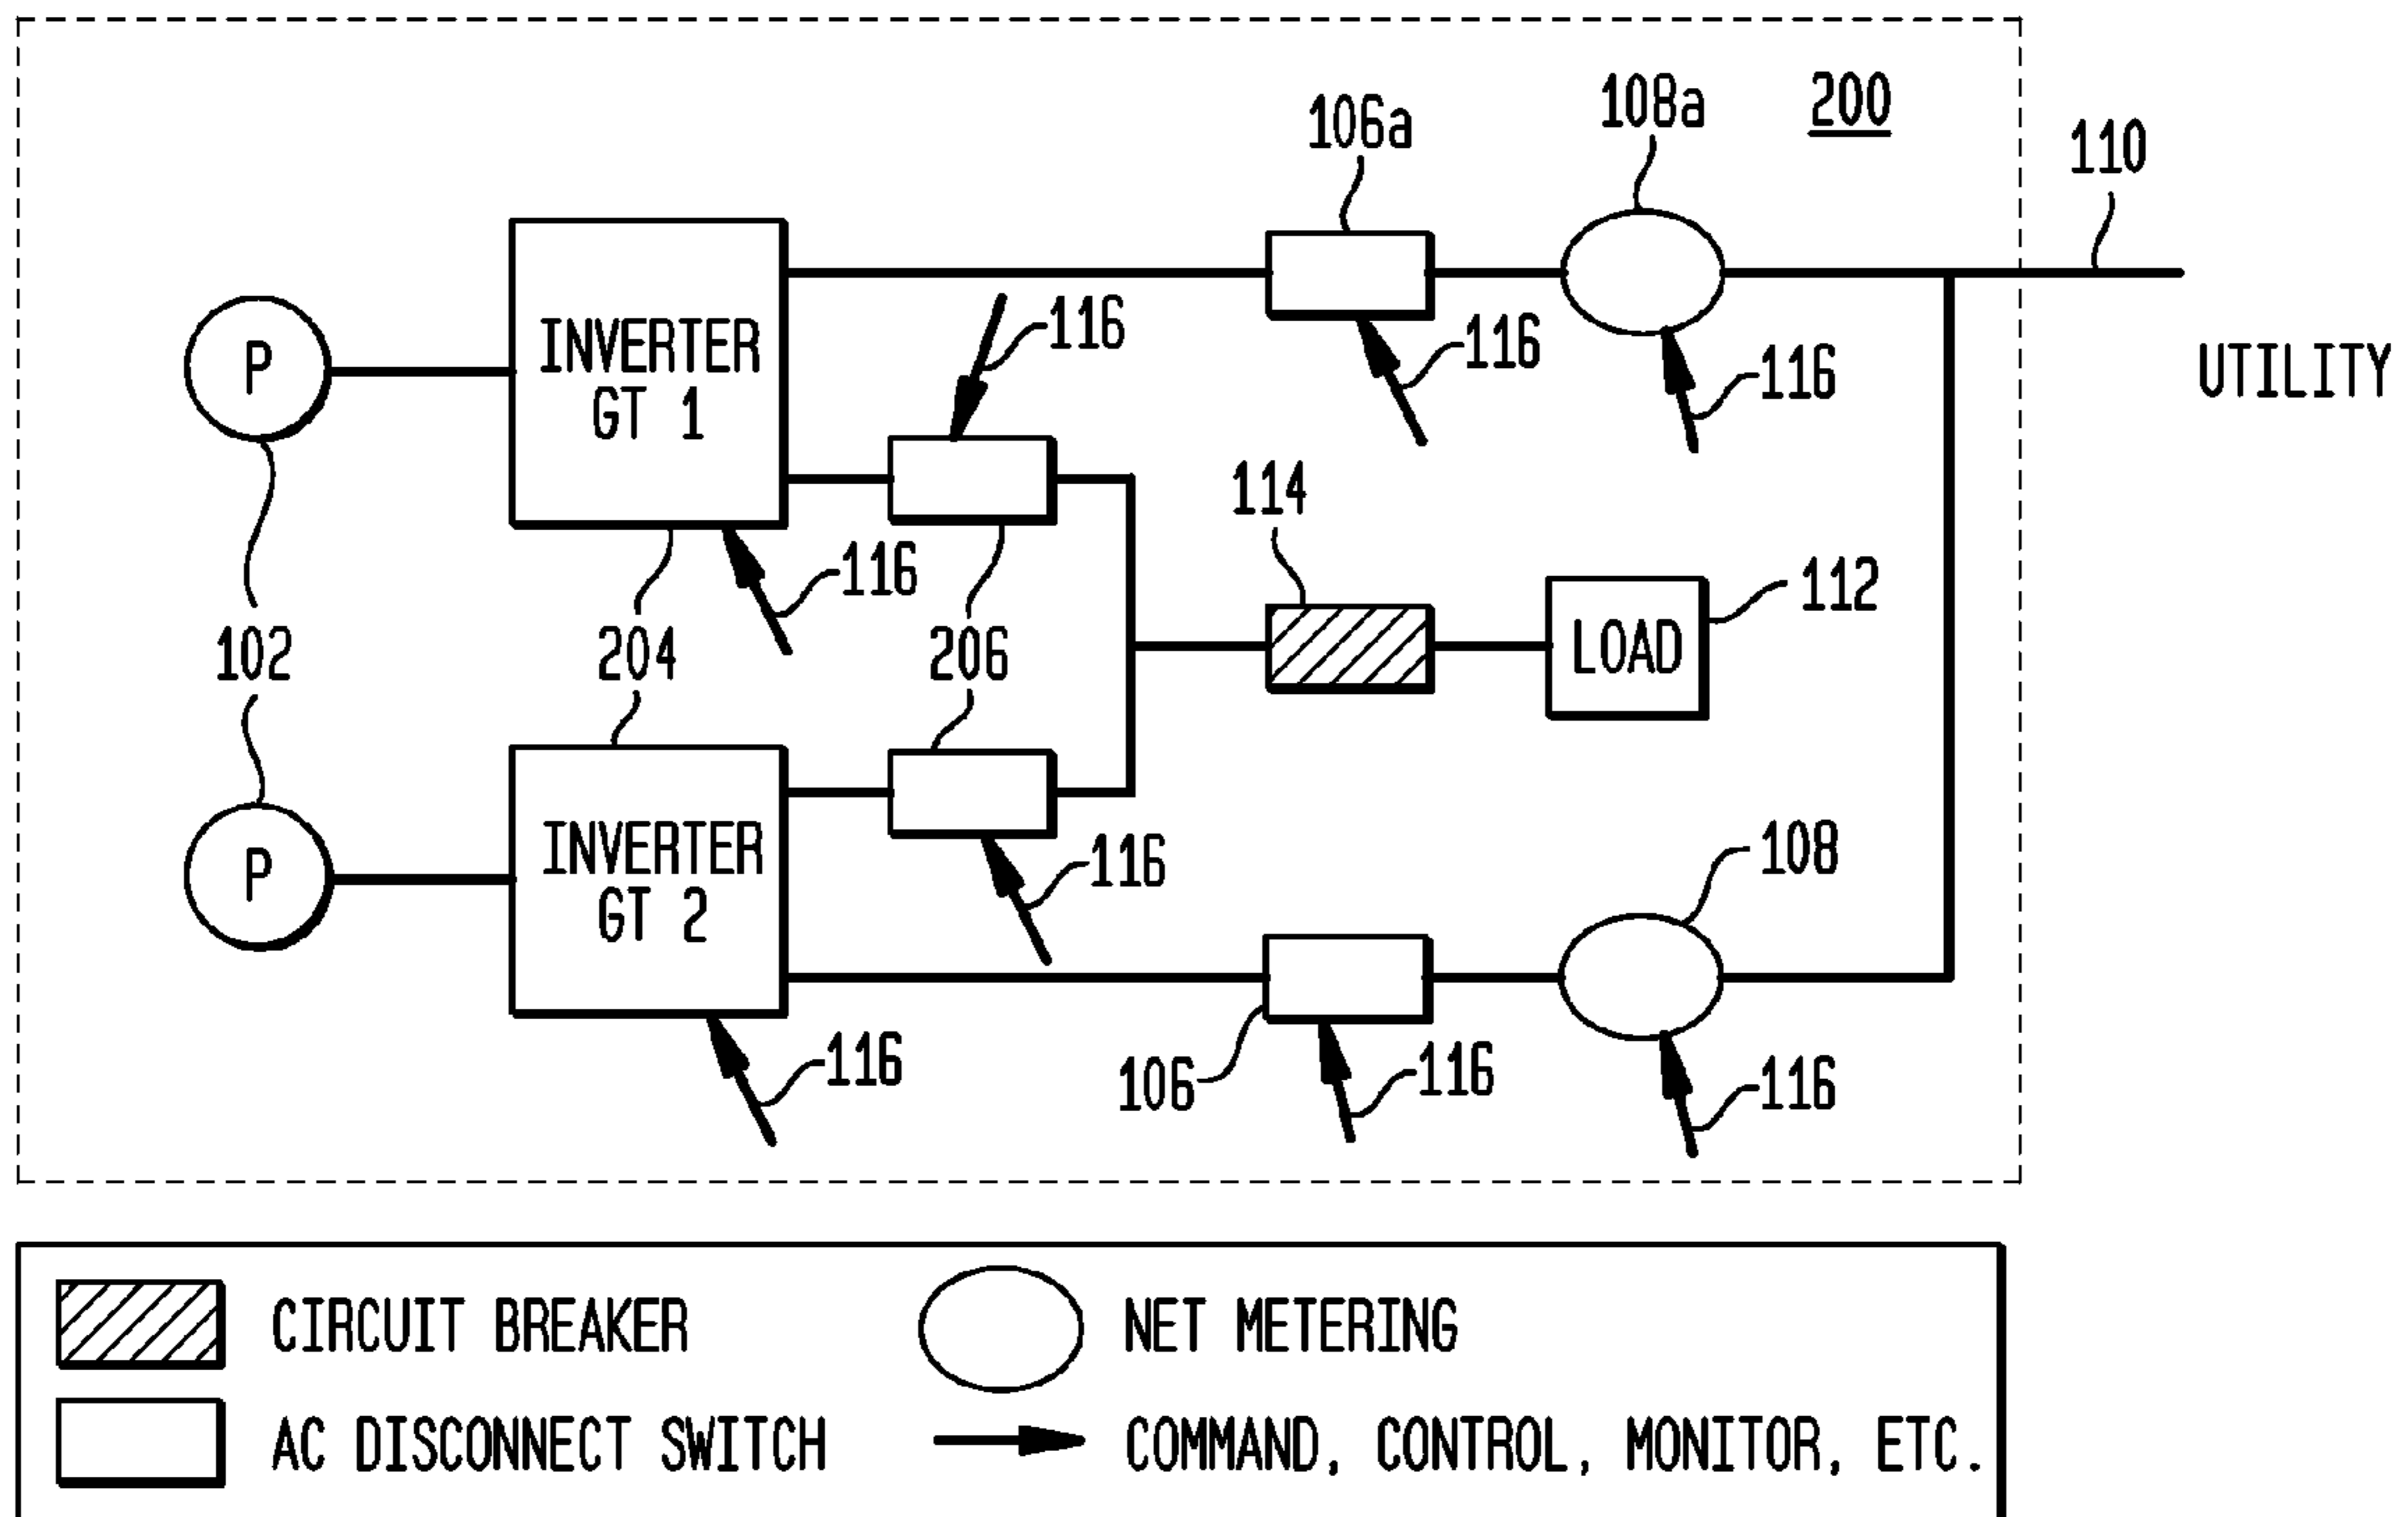 200
106a
108a
110
UTILITY
P
INVERTER
GT 1
116
116
116
114
116
102
204
206
LOAD
112
P
INVERTER
GT 2
116
108
116
106
116
116
CIRCUIT BREAKER
NET METERING
AC DISCONNECT SWITCH
COMMAND, CONTROL, MONITOR, ETC.